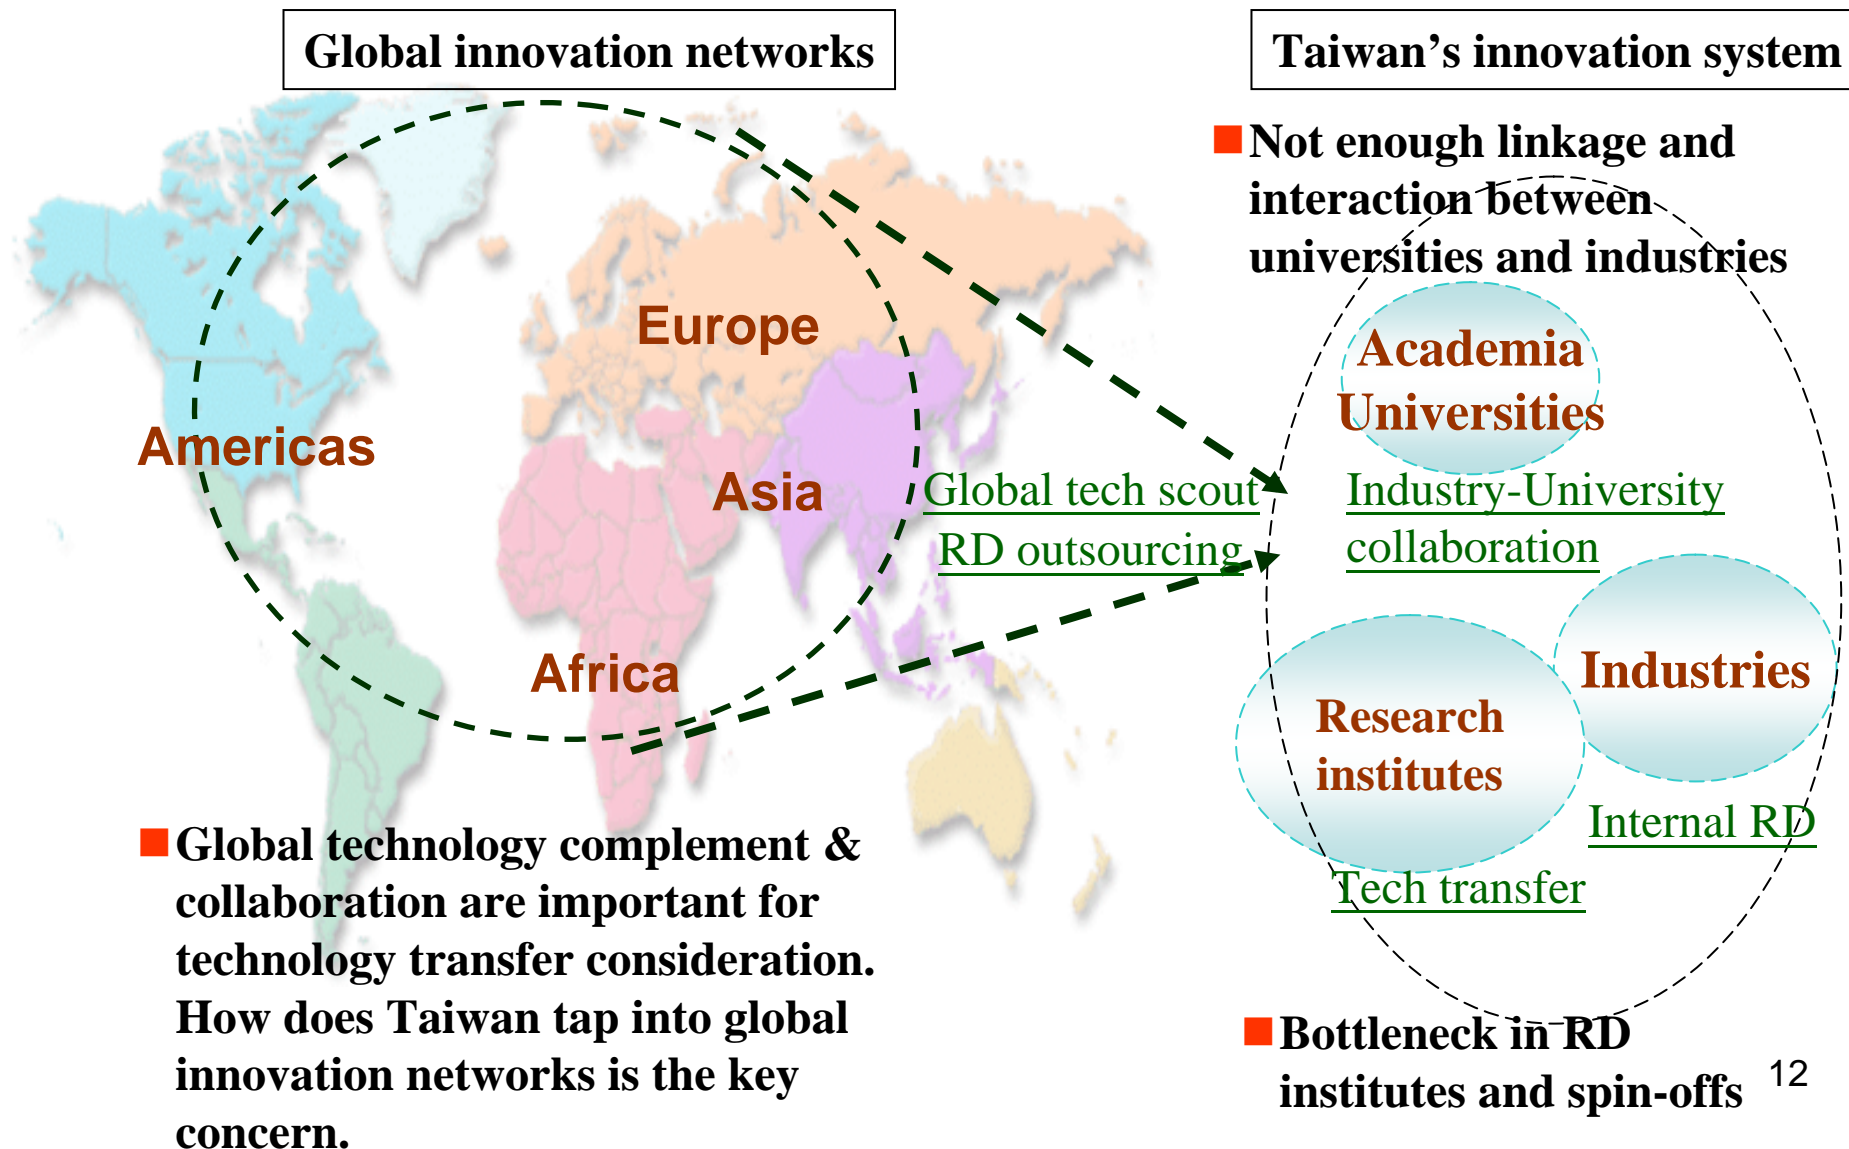 Global innovation networks
Taiwan’s innovation system
Not enough linkage and
interaction between
universities and industries
Europe
Americas
Asia
Africa
Global tech scout
RD outsourcing
Academia
Universities
Industry-University
collaboration
Industries
Research
institutes
Internal RD
Tech transfer
Global technology complement &
collaboration are important for
technology transfer consideration.
How does Taiwan tap into global
innovation networks is the key
concern.
Bottleneck in RD
institutes and spin-offs
12